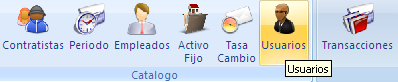 Contratistas Periodo Empleados Activo Fijo Tasa Cambio Usuarios Transacciones
Catalogo
Usuarios